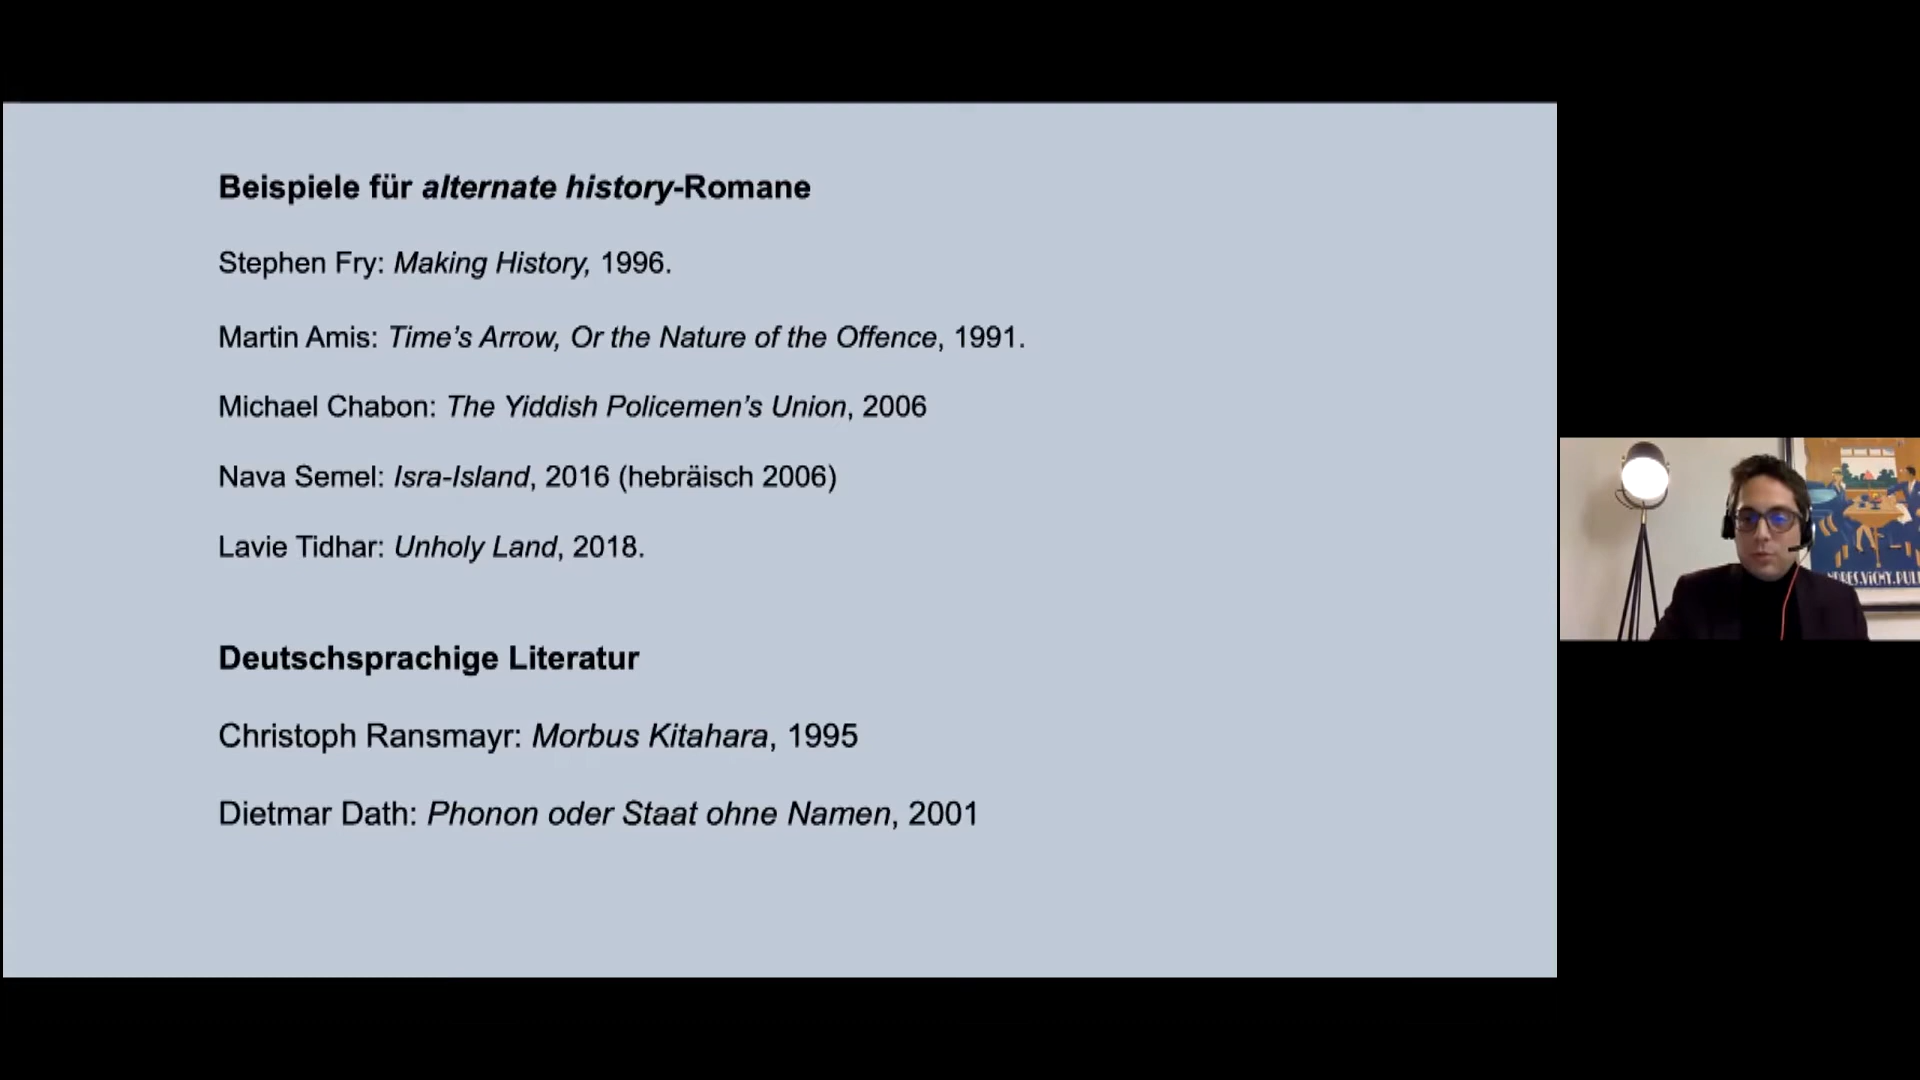 Beispiele für alternate history-Romane
Stephen Fry: Making History, 1996.
Martin Amis: Time’s Arrow, Or the Nature of the Offence, 1991.
Michael Chabon: The Yiddish Policemen’s Union, 2006
Nava Semel: Isra-Island, 2016 (hebräisch 2006)
Lavie Tidhar: Unholy Land, 2018.
Deutschsprachige Literatur
Christoph Ransmayr: Morbus Kitahara, 1995
Dietmar Dath: Phonon oder Staat ohne Namen, 2001